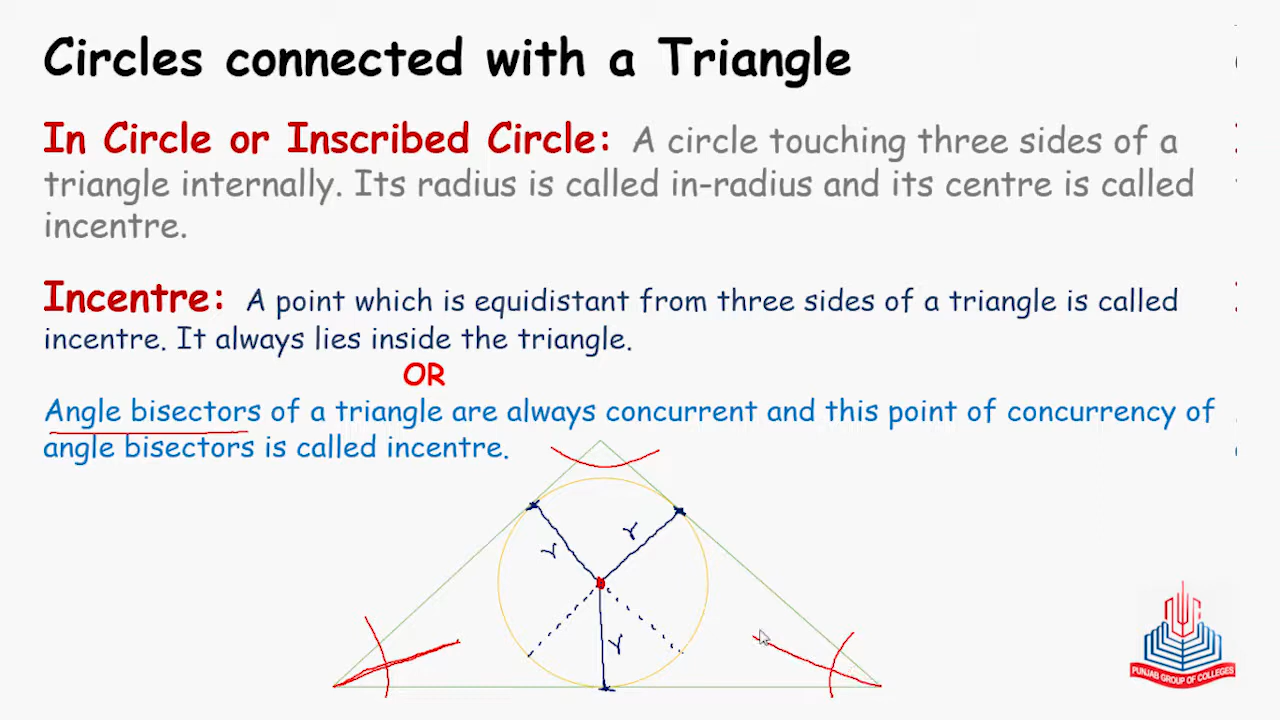 Circles connected with a Triangle
In Circle or Inscribed Circle: A circle touching three sides of a
triangle internally. Its radius is called in-radius and its centre is called
incentre.
Incentre: A point which is equidistant from three sides of a triangle is called
incentre. It always lies inside the triangle.
OR
Angle bisectors of a triangle are always concurrent and this point of concurrency of
angle bisectors is called incentre.
r
r
r
PUNJAB GROUP OF COLLEGES